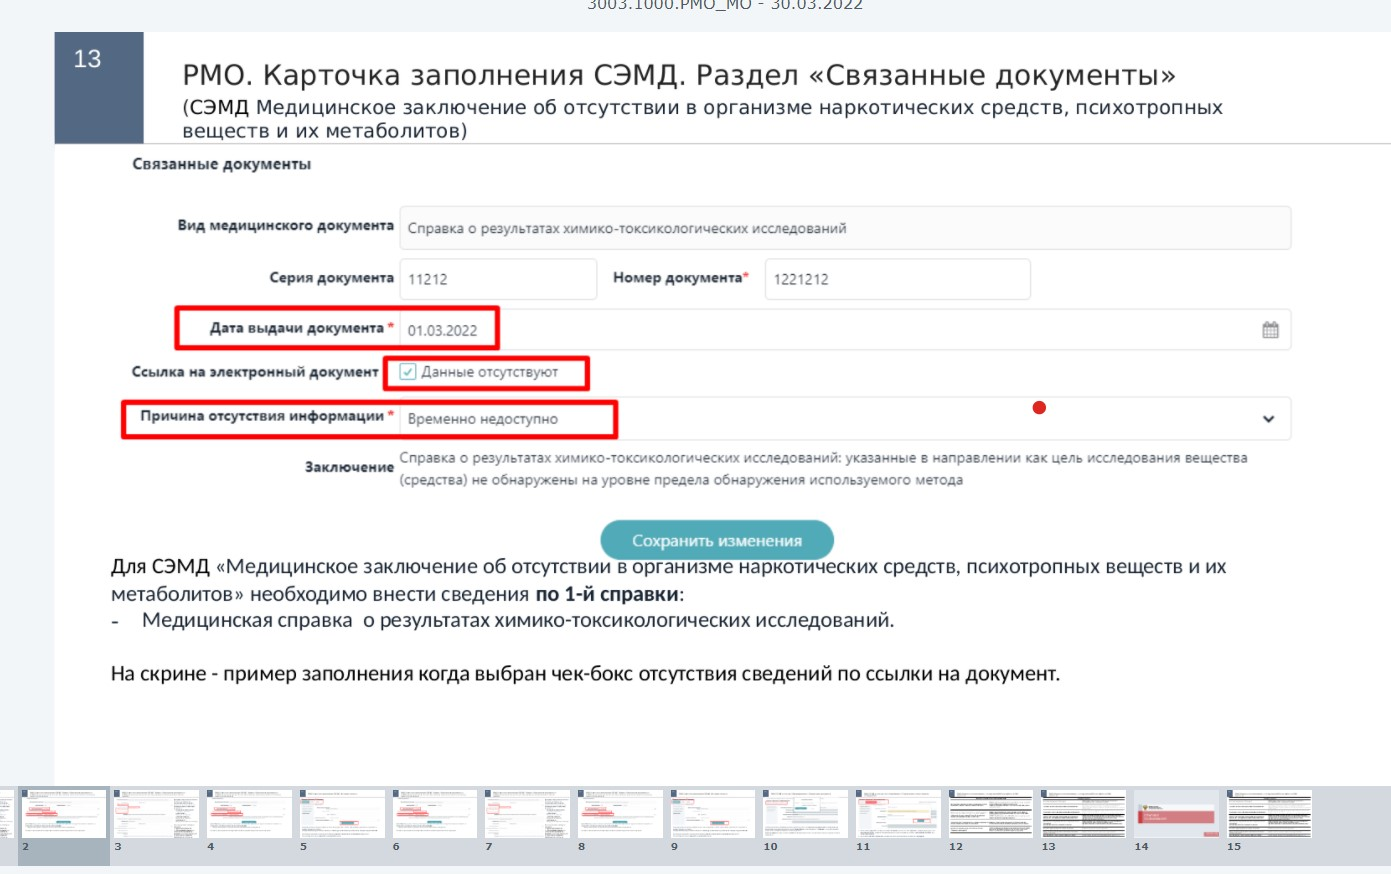 3003.1000.РМО_МО - 30.03.2022
13
РМО. Карточка заполнения СЭМД. Раздел «Связанные документы»
(СЭМД Медицинское заключение об отсутствии в организме наркотических средств, психотропных
веществ и их метаболитов)
Связанные документы
Вид медицинского документа Справка о результатах химико-токсикологических исследований
Серия документа 11212 Номер документа* 1221212
Дата выдачи документа * 01.03.2022
Ссылка на электронный документ Данные отсутствуют
Причина отсутствия информации * Временно недоступно
Заключение Справка о результатах химико-токсикологических исследований: указанные в направлении как цель исследования вещества
(средства) не обнаружены на уровне предела обнаружения используемого метода
Сохранить изменения
Для СЭМД «Медицинское заключение об отсутствии в организме наркотических средств, психотропных веществ и их
метаболитов» необходимо внести сведения по 1-й справки:
- Медицинская справка о результатах химико-токсикологических исследований.
На скрине - пример заполнения когда выбран чек-бокс отсутствия сведений по ссылки на документ.
2 3 4 5 6 7 8 9 10 11 12 13 14 15